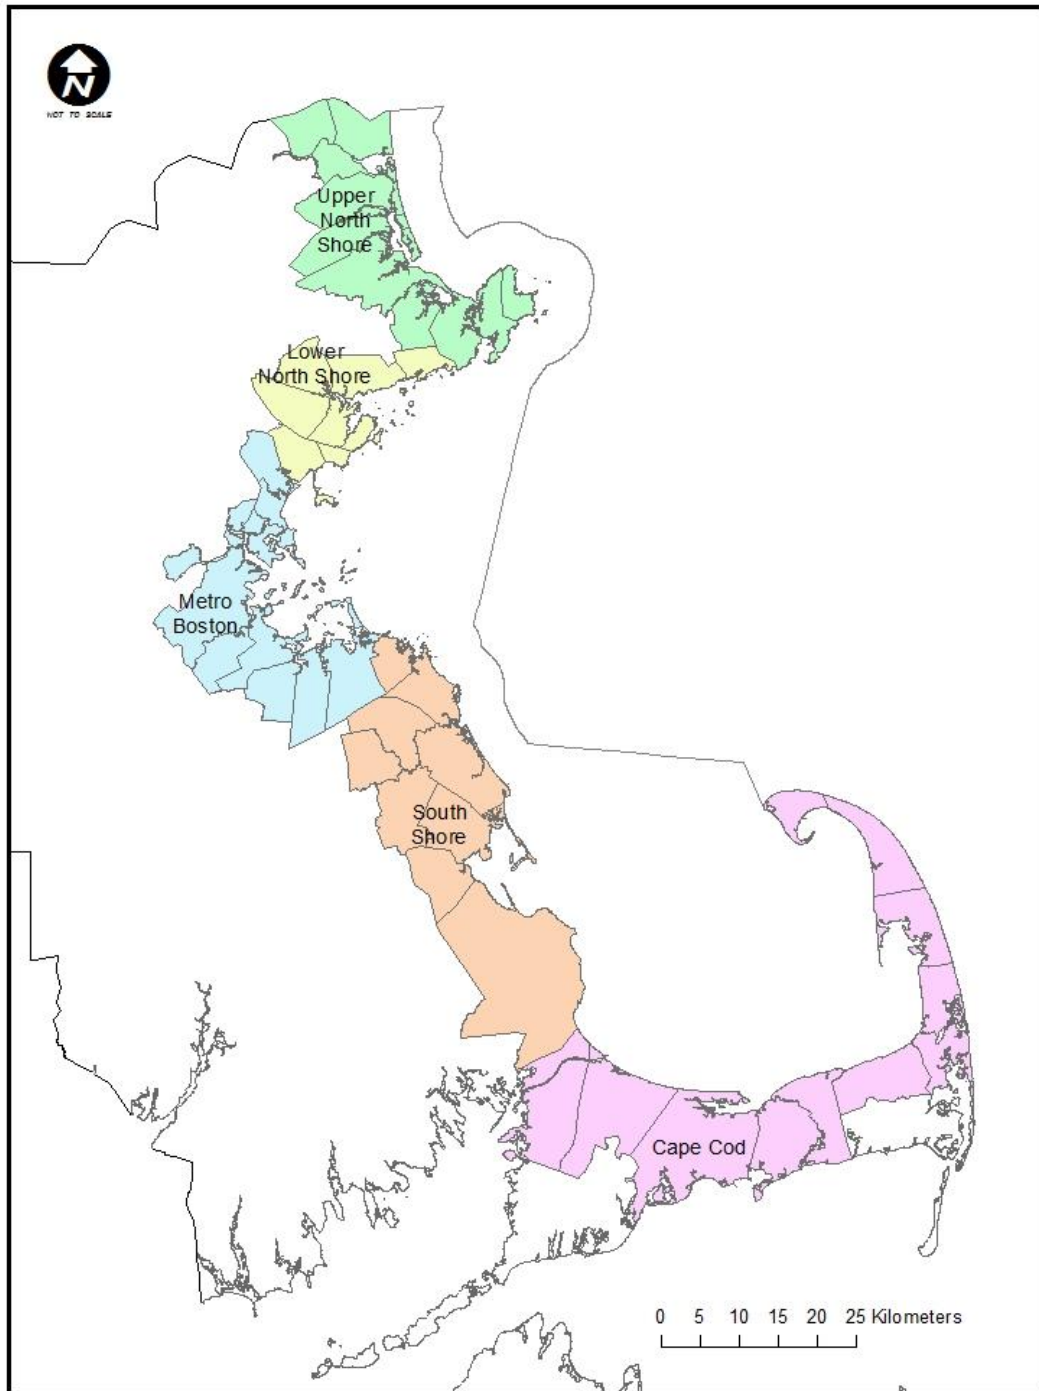 N
NOT TO SCALE
Upper
North
Shore
Lower
North Shore
Metro
Boston
South
Shore
Cape Cod
0 5 10 15 20 25 Kilometers